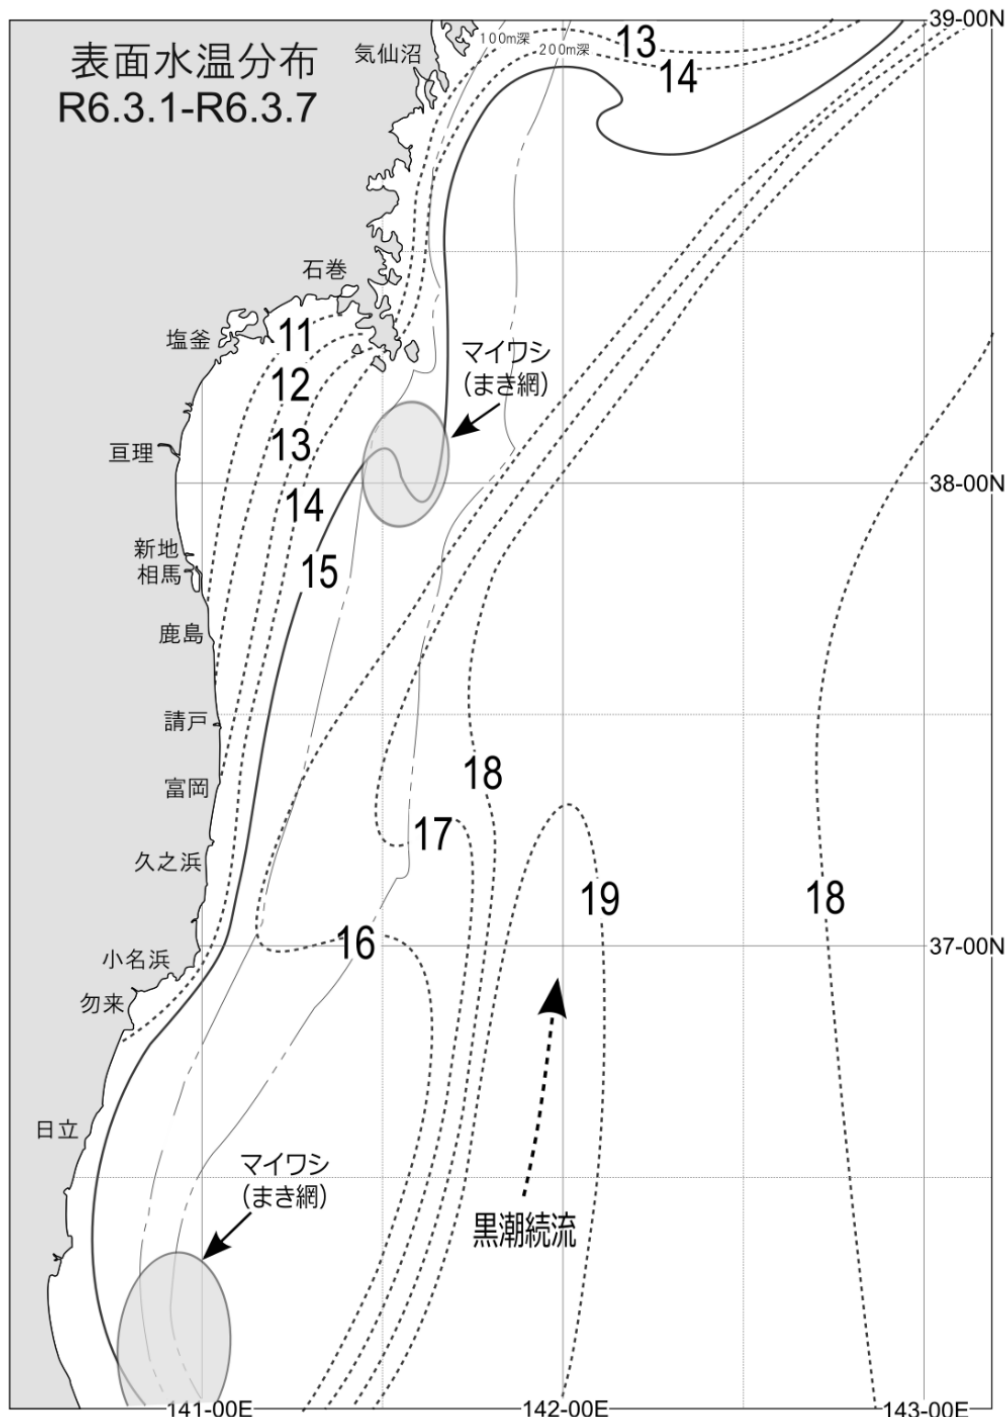 表面水温分布
R6.3.1-R6.3.7
39-00N
気仙沼
100m深
200m深
13
14
石巻
塩釜
11
マイワシ
(まき網)
12
亘理
13
38-00N
14
新地
相馬
15
鹿島
請戸
富岡
18
17
久之浜
19
18
16
37-00N
小名浜
勿来
日立
マイワシ
(まき網)
黒潮続流
141-00E
142-00E
143-00E